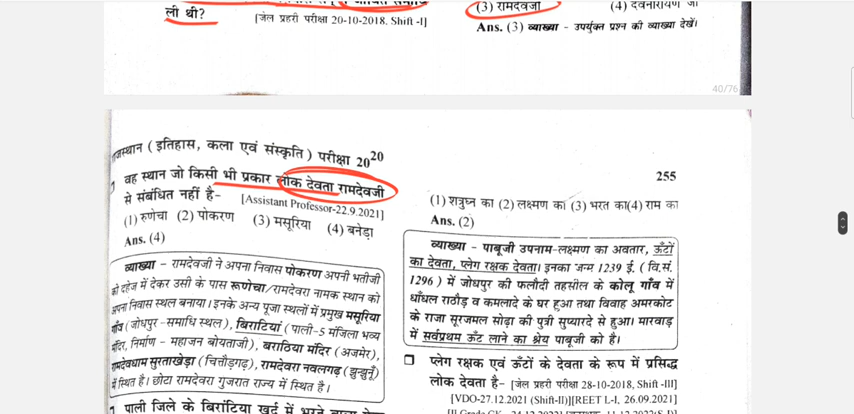 ली थी?
[जेल प्रहरी परीक्षा 20-10-2018. Shift -I]
(3) रामदेवजी
(4) देवनारायण जी
Ans. (3) व्याख्या - उपर्युक्त प्रश्न की व्याख्या देखें।
40/76
राजस्थान (इतिहास, कला एवं संस्कृति) परीक्षा 2020
वह स्थान जो किसी भी प्रकार लोक देवता रामदेवजी
से संबंधित नहीं है-
[Assistant Professor-22.9.2021]
(1) रुणेचा (2) पोकरण (3) मसूरिया (4) बनेड़ा
Ans. (4)
व्याख्या - रामदेवजी ने अपना निवास पोकरण अपनी भतीजी
को दहेज में देकर उसी के पास रूणेचा/रामदेवरा नामक स्थान को
अपना निवास स्थल बनाया। इनके अन्य पूजा स्थलों में प्रमुख मसूरिया
गाँव (जोधपुर -समाधि स्थल), बिराटियां (पाली-5 मंजिला भव्य
मंदिर, निर्माण - महाजन बोयताजी), बराठिया मंदिर (अजमेर),
रामदेवधाम सुरताखेड़ा (चित्तौड़गढ़), रामदेवरा नवलगढ़ (झुन्झुनूँ)
में स्थित है। छोटा रामदेवरा गुजरात राज्य में स्थित है।
पाली जिले के बिरांटिया खुर्द में भरने वाला
255
(1) शत्रुघ्न का (2) लक्ष्मण का (3) भरत का(4) राम का
Ans. (2)
व्याख्या - पाबूजी उपनाम-लक्ष्मण का अवतार, ऊँटों
का देवता, प्लेग रक्षक देवता। इनका जन्म 1239 ई. ( वि.सं.
1296 ) में जोधपुर की फलौदी तहसील के कोलू गाँव में
धाँधल राठौड़ व कमलादे के घर हुआ तथा विवाह अमरकोट
के राजा सूरजमल सोढ़ा की पुत्री सुप्यारदे से हुआ। मारवाड़
में सर्वप्रथम ऊँट लाने का श्रेय पाबूजी को है।
प्लेग रक्षक एवं ऊँटों के देवता के रूप में प्रसिद्ध
लोक देवता है- [जेल प्रहरी परीक्षा 28-10-2018, Shift -III]
[VDO-27.12.2021 (Shift-II)][REET L-I, 26.09.2021]